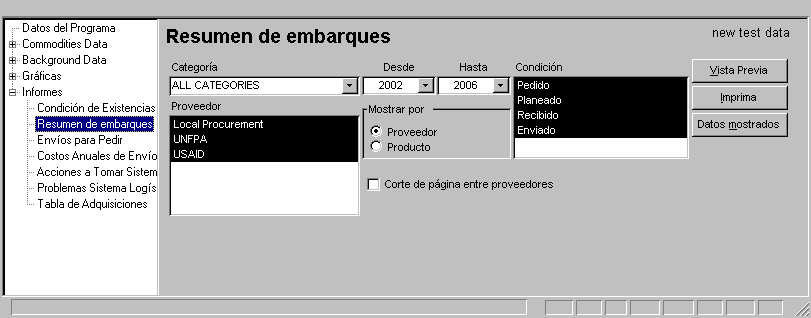 Datos del Programa
Commodities Data
Background Data
Gráficas
Informes
Condición de Existencias
Resumen de embarques
Envíos para Pedir
Costos Anuales de Envío
Acciones a Tomar Sistem
Problemas Sistema Logís
Tabla de Adquisiciones
Resumen de embarques
new test data
Categoría
ALL CATEGORIES
Desde
2002
Hasta
2006
Condición
Pedido
Planeado
Recibido
Enviado
Proveedor
Local Procurement
UNFPA
USAID
Mostrar por
Proveedor
Producto
Corte de página entre proveedores
Vista Previa
Imprima
Datos mostrados